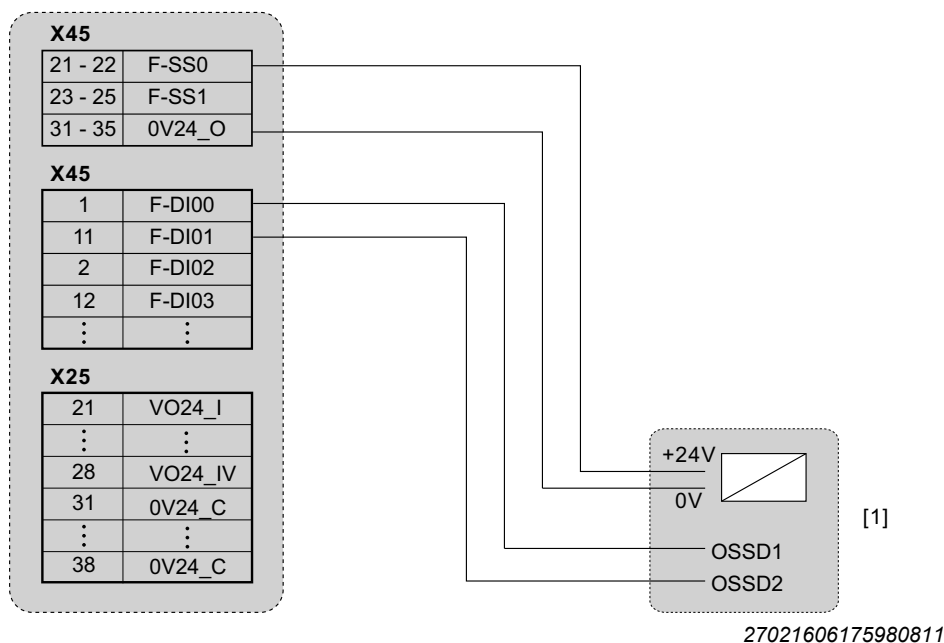 X45
21 - 22 F-SS0
23 - 25 F-SS1
31 - 35 0V24_O
X45
1 F-DI00
11 F-DI01
2 F-DI02
12 F-DI03
⋮ ⋮
X25
21 VO24_I
⋮ ⋮
28 VO24_IV
31 0V24_C
⋮ ⋮
38 0V24_C
+24V
0V
[1]
OSSD1
OSSD2
27021606175980811